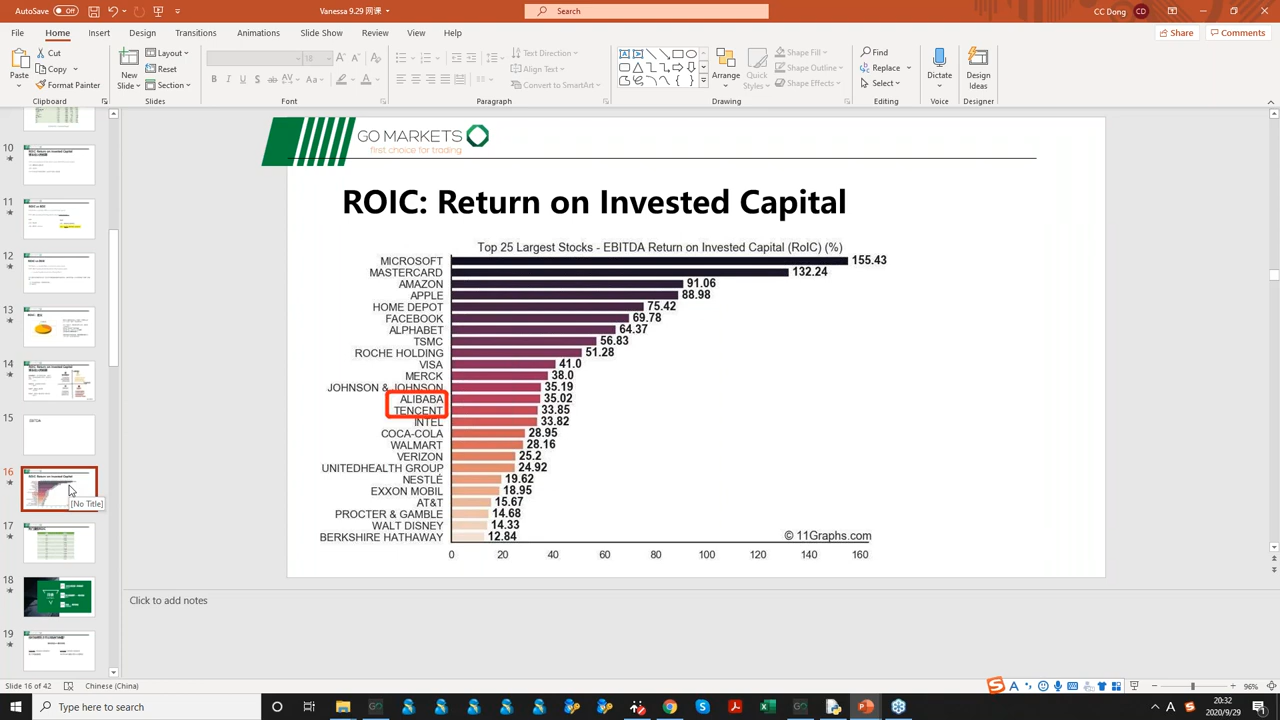 AutoSave
Off
Vanessa 9.29 网课
Search
File
Home
Insert
Design
Transitions
Animations
Slide Show
Review
View
Help
Share
Comments
Paste
Cut
Copy
Format Painter
Clipboard
New
Slide
Layout
Reset
Section
Slides
18
Font
Text Direction
Align Text
Convert to SmartArt
Paragraph
Arrange
Quick
Styles
Shape Fill
Shape Outline
Shape Effects
Drawing
Find
Replace
Select
Editing
Dictate
Voice
Design
Ideas
Designer
10
11
12
13
14
15
EBITDA
16
[No Title]
17
18
19
GO MARKETS
first choice for trading
ROIC: Return on Invested Capital
Top 25 Largest Stocks - EBITDA Return on Invested Capital (RoIC) (%)
MICROSOFT 155.43
MASTERCARD 132.24
AMAZON 91.06
APPLE 88.98
HOME DEPOT 75.42
FACEBOOK 69.78
ALPHABET 64.37
TSMC 56.83
ROCHE HOLDING 51.28
VISA 41.0
MERCK 38.0
JOHNSON & JOHNSON 35.19
ALIBABA 35.02
TENCENT 33.85
INTEL 33.82
COCA-COLA 28.95
WALMART 28.16
VERIZON 25.2
UNITEDHEALTH GROUP 24.92
NESTLÉ 19.62
EXXON MOBIL 18.95
AT&T 15.67
PROCTER & GAMBLE 14.68
WALT DISNEY 14.33
BERKSHIRE HATHAWAY 12.84
© 11Graphs.com
0 20 40 60 80 100 120 140 160
Click to add notes
Slide 16 of 42
Chinese (China)
96%
Type here to search
20:32
2020/9/29